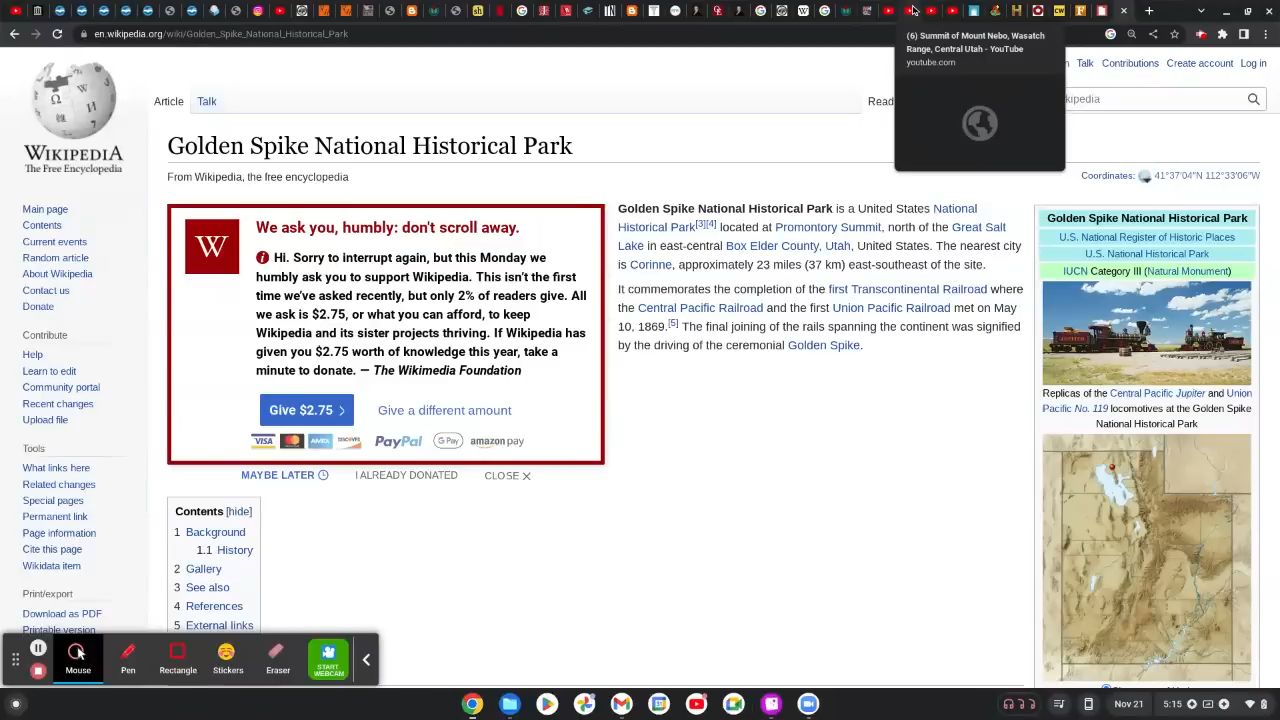 en.wikipedia.org/wiki/Golden_Spike_National_Historical_Park
(6) Summit of Mount Nebo, Wasatch
Range, Central Utah - YouTube
youtube.com
Talk Contributions Create account Log in
WIKIPEDIA
The Free Encyclopedia
Article Talk
Read
kipedia
Golden Spike National Historical Park
From Wikipedia, the free encyclopedia
Coordinates: 41°37′04″N 112°33′06″W
Main page
Contents
Current events
Random article
About Wikipedia
Contact us
Donate
Contribute
Help
Learn to edit
Community portal
Recent changes
Upload file
Tools
What links here
Related changes
Special pages
Permanent link
Page information
Cite this page
Wikidata item
Print/export
Download as PDF
Printable version
W
We ask you, humbly: don't scroll away.
Hi. Sorry to interrupt again, but this Monday we
humbly ask you to support Wikipedia. This isn't the first
time we've asked recently, but only 2% of readers give. All
we ask is $2.75, or what you can afford, to keep
Wikipedia and its sister projects thriving. If Wikipedia has
given you $2.75 worth of knowledge this year, take a
minute to donate. — The Wikimedia Foundation
Give $2.75 Give a different amount
VISA AMEX DISCOVER PayPal G Pay amazon pay
MAYBE LATER I ALREADY DONATED CLOSE
Contents [hide]
1 Background
1.1 History
2 Gallery
3 See also
4 References
5 External links
Golden Spike National Historical Park is a United States National
Historical Park[3][4] located at Promontory Summit, north of the Great Salt
Lake in east-central Box Elder County, Utah, United States. The nearest city
is Corinne, approximately 23 miles (37 km) east-southeast of the site.
It commemorates the completion of the first Transcontinental Railroad where
the Central Pacific Railroad and the first Union Pacific Railroad met on May
10, 1869.[5] The final joining of the rails spanning the continent was signified
by the driving of the ceremonial Golden Spike.
Golden Spike National Historical Park
U.S. National Register of Historic Places
U.S. National Historical Park
IUCN Category III (Natural Monument)
Replicas of the Central Pacific Jupiter and Union
Pacific No. 119 locomotives at the Golden Spike
National Historical Park
Mouse Pen Rectangle Stickers Eraser START WEBCAM
Nov 21 5:15